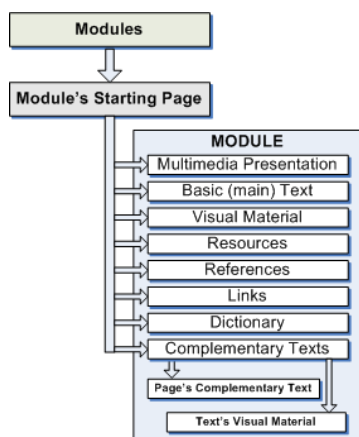 Modules
Module's Starting Page
MODULE
Multimedia Presentation
Basic (main) Text
Visual Material
Resources
References
Links
Dictionary
Complementary Texts
Page's Complementary Text
Text's Visual Material